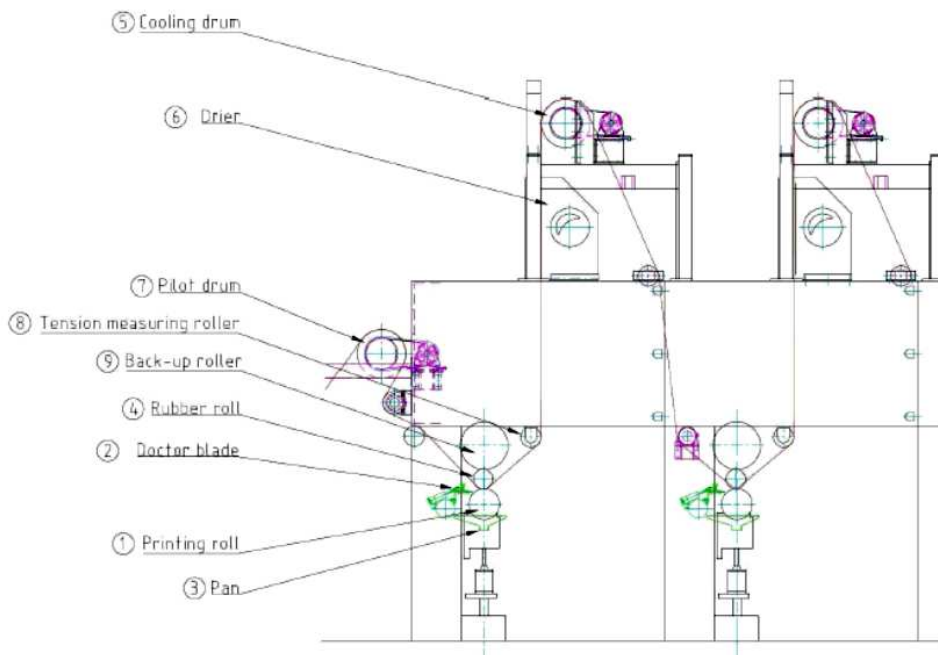 ⑤ Cooling drum
⑥ Drier
⑦ Pilot drum
⑧ Tension measuring roller
⑨ Back-up roller
④ Rubber roll
② Doctor blade
① Printing roll
③ Pan